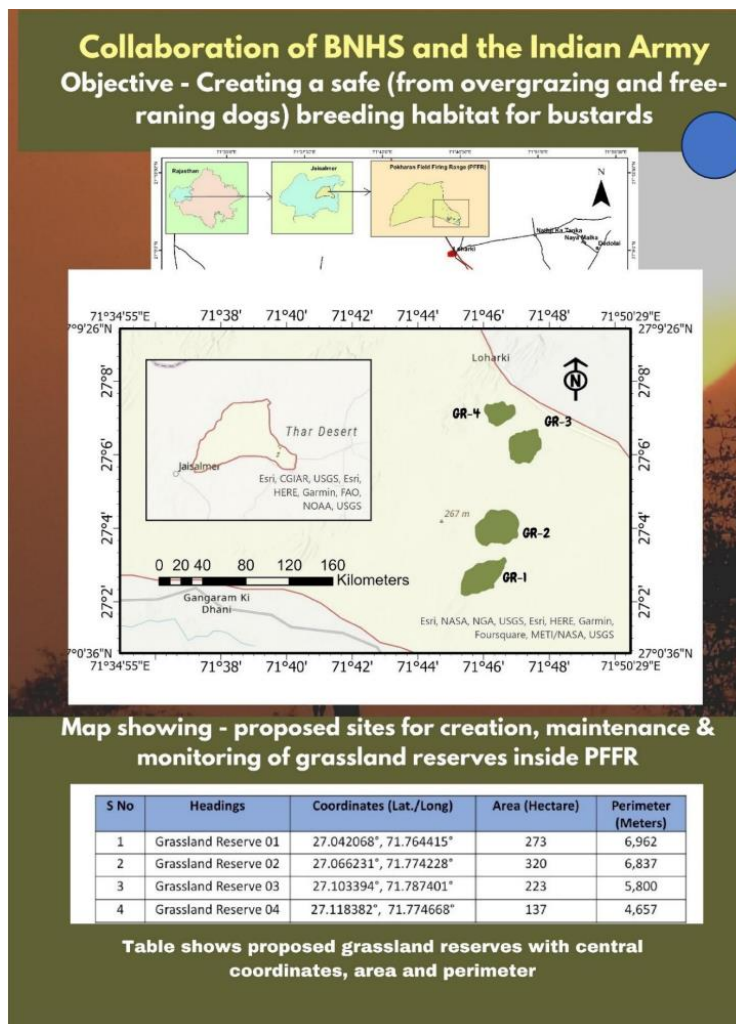 Collaboration of BNHS and the Indian Army
Objective - Creating a safe (from overgrazing and free-
raning dogs) breeding habitat for bustards
Rajasthan
Jaisalmer
Pokharan Field Firing Range (PFFR)
N
Loharki
Naya Malka
71°34'55"E 71°38' 71°40' 71°44' 71°46' 71°50'29"E
7°9'26" 27°9'26"
27°8' 27°8'
27°6' 27°6'
27°4' 27°4'
27°2' 27°2'
7°0'36" 27°0'36"
Loharki
N
GR-4
GR-3
GR-2
GR-1
267 m
Thar Desert
Jaisalmer
Esri, CGIAR, USGS, Esri,
HERE, Garmin, FAO,
NOAA, USGS
0 20 40 80 120 160
Kilometers
Gangaram Ki
Dhani
Esri, NASA, NGA, USGS, Esri, HERE, Garmin,
Foursquare, METI/NASA, USGS
71°34'55"E 71°38' 71°40' 71°44' 71°46' 71°50'29"E
Map showing - proposed sites for creation, maintenance &
monitoring of grassland reserves inside PFFR
S No Headings Coordinates (Lat./Long) Area (Hectare) Perimeter
(Meters)
1 Grassland Reserve 01 27.042068°, 71.764415° 273 6,962
2 Grassland Reserve 02 27.066231°, 71.774228° 320 6,837
3 Grassland Reserve 03 27.103394°, 71.787401° 223 5,800
4 Grassland Reserve 04 27.118382°, 71.774668° 137 4,657
Table shows proposed grassland reserves with central
coordinates, area and perimeter